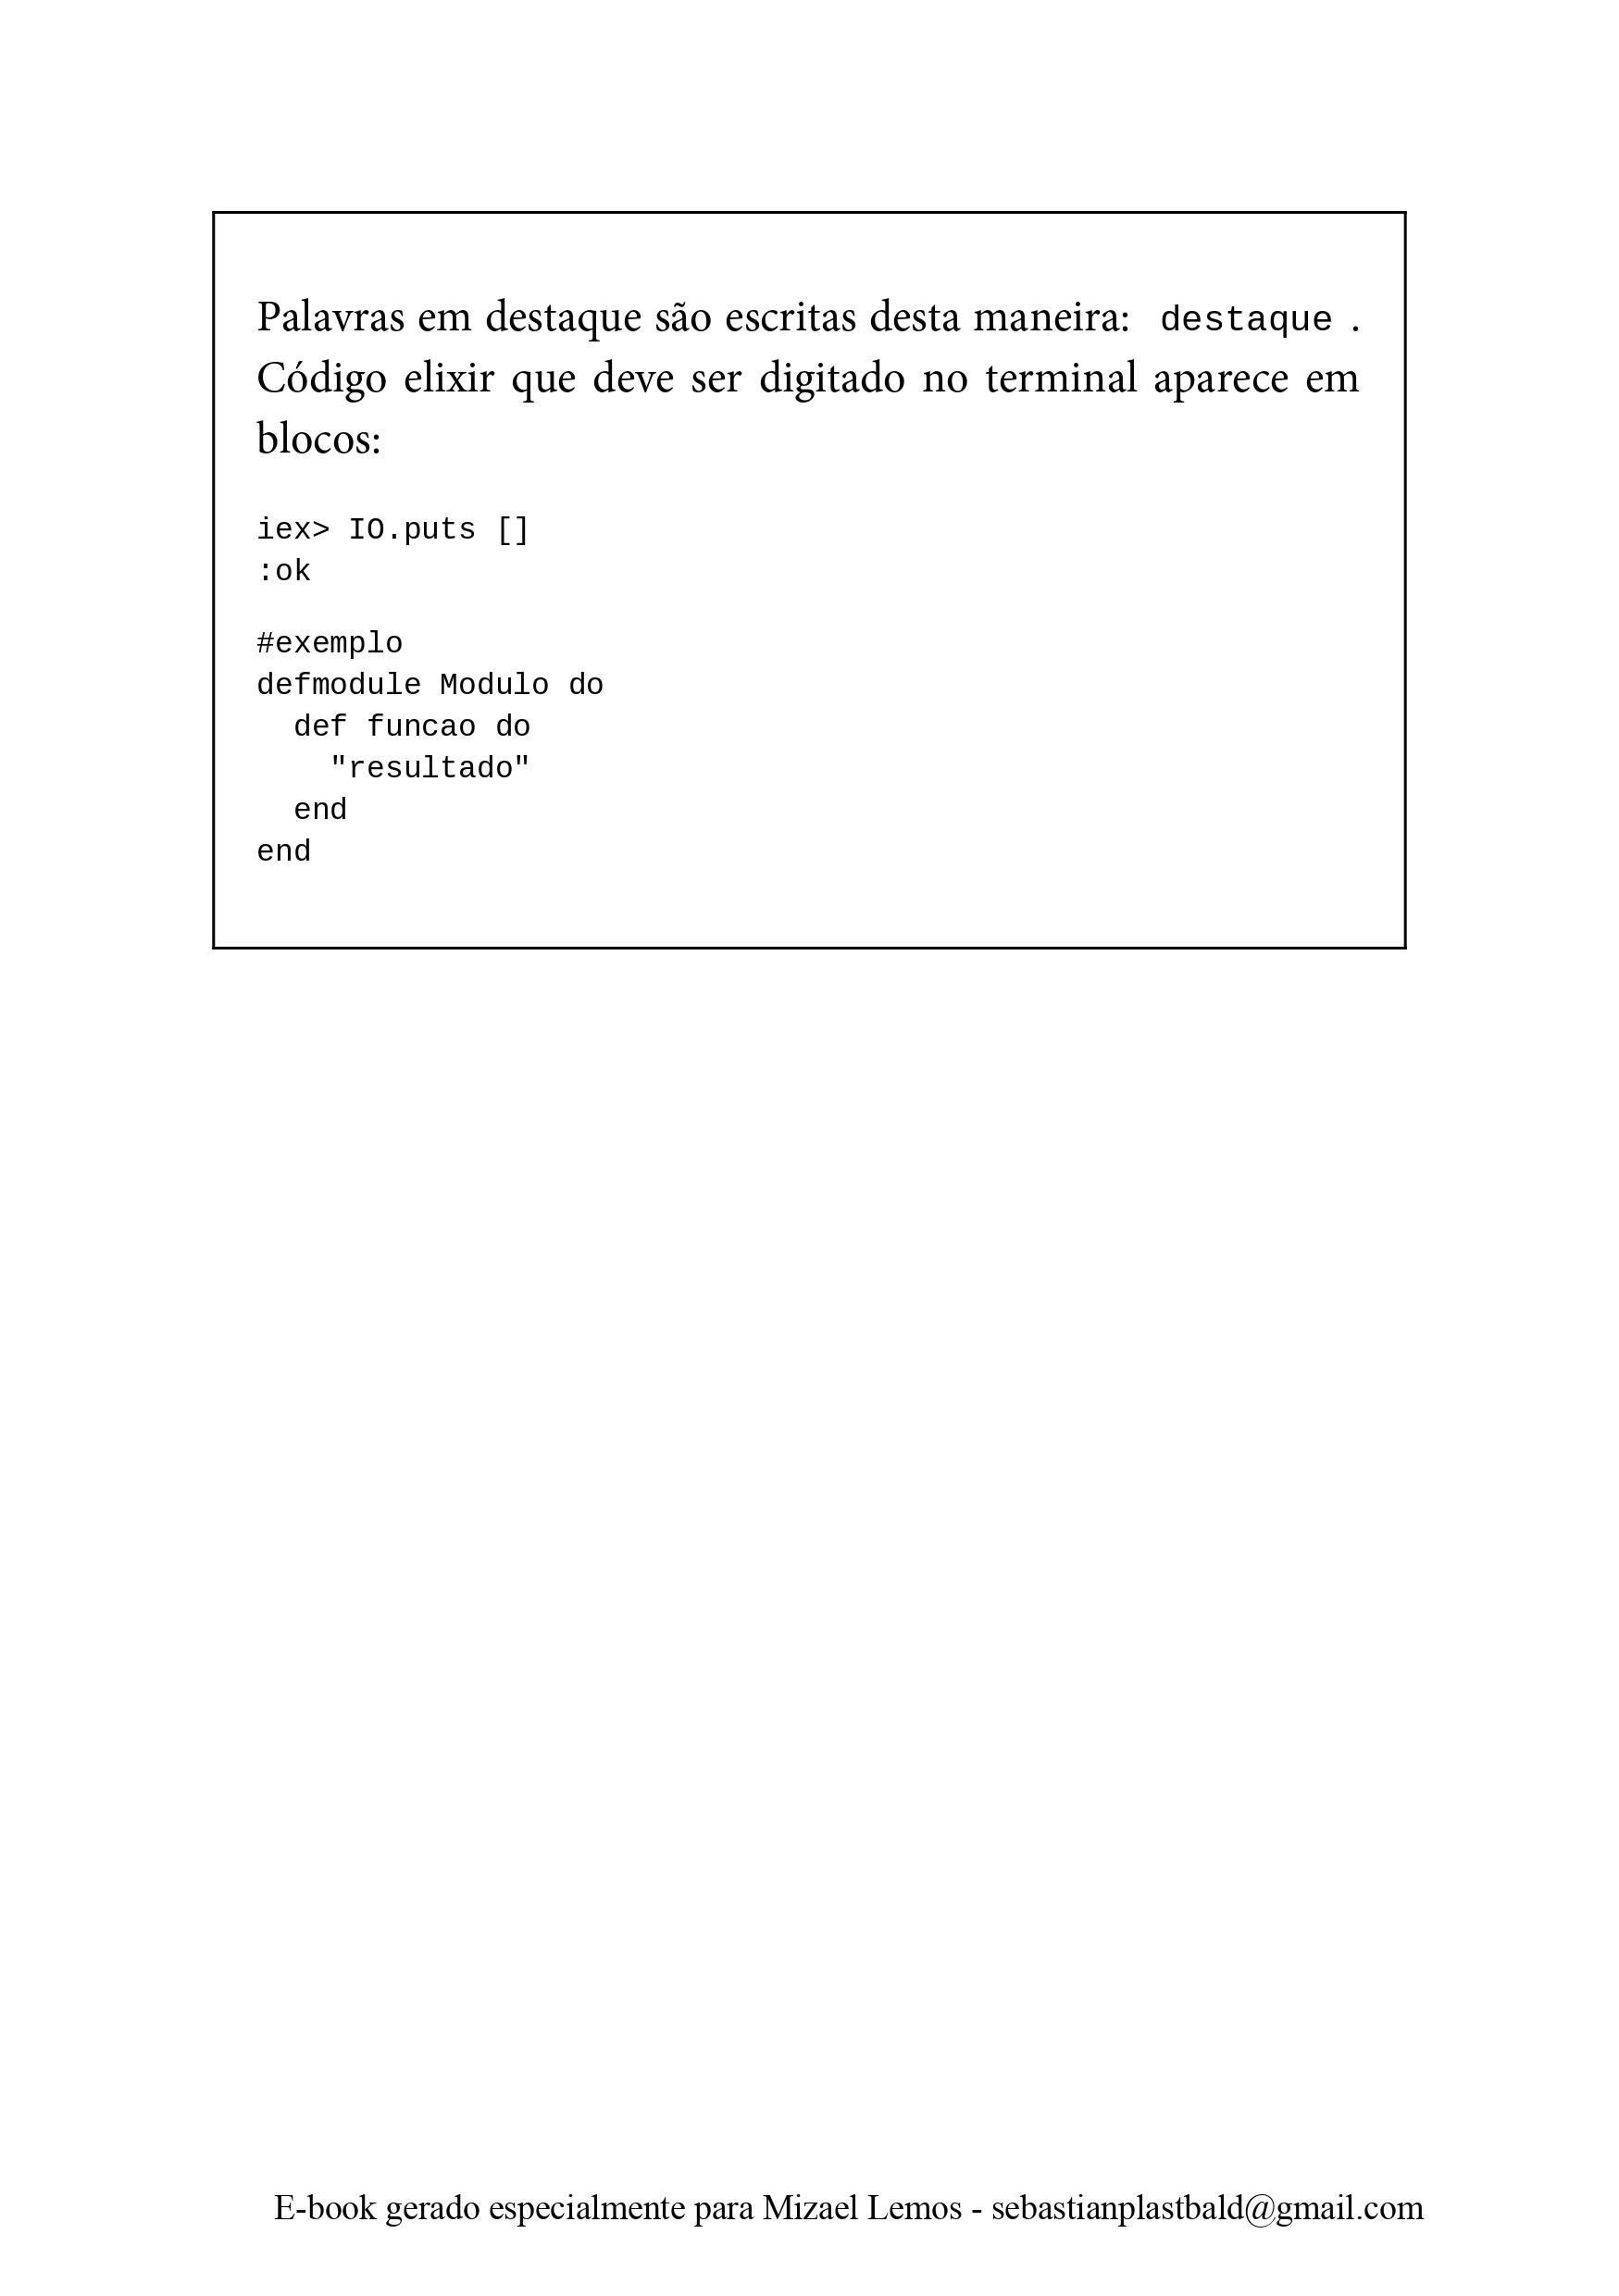 Palavras em destaque são escritas desta maneira: destaque .
Código elixir que deve ser digitado no terminal aparece em
blocos:
iex> IO.puts []
:ok
#exemplo
defmodule Modulo do
  def funcao do
    "resultado"
  end
end
E-book gerado especialmente para Mizael Lemos - sebastianplastbald@gmail.com